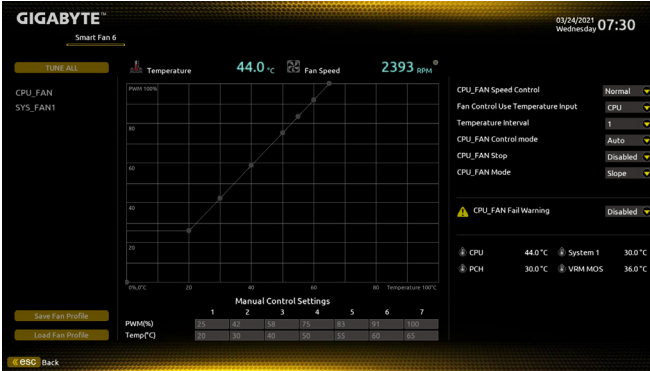 GIGABYTE™
03/24/2021
Wednesday 07:30
Smart Fan 6
TUNE ALL
CPU_FAN
SYS_FAN1
Temperature 44.0 °C Fan Speed 2393 RPM
PWM 100%
80
60
40
20
0%,0°C 20 40 60 80 Temperature 100°C
CPU_FAN Speed Control Normal
Fan Control Use Temperature Input CPU
Temperature Interval 1
CPU_FAN Control mode Auto
CPU_FAN Stop Disabled
CPU_FAN Mode Slope
CPU_FAN Fail Warning Disabled
CPU 44.0°C System 1 30.0°C
PCH 30.0°C VRM MOS 36.0°C
Manual Control Settings
1 2 3 4 5 6 7
PWM(%) 25 42 58 75 83 91 100
Temp(°C) 20 30 40 50 55 60 65
Save Fan Profile
Load Fan Profile
esc Back